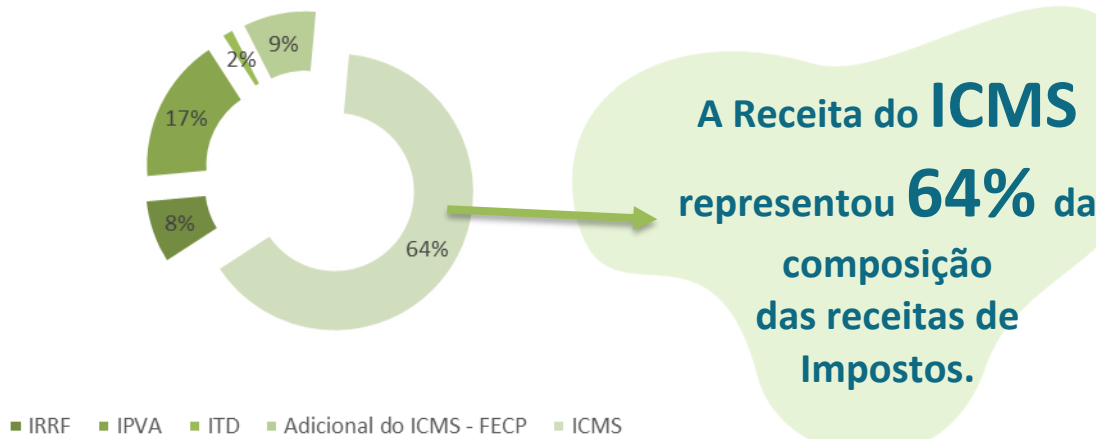 9%
2%
17%
8%
64%
A Receita do ICMS
representou 64% da
composição
das receitas de
Impostos.
IRRF IPVA ITD Adicional do ICMS - FECP ICMS